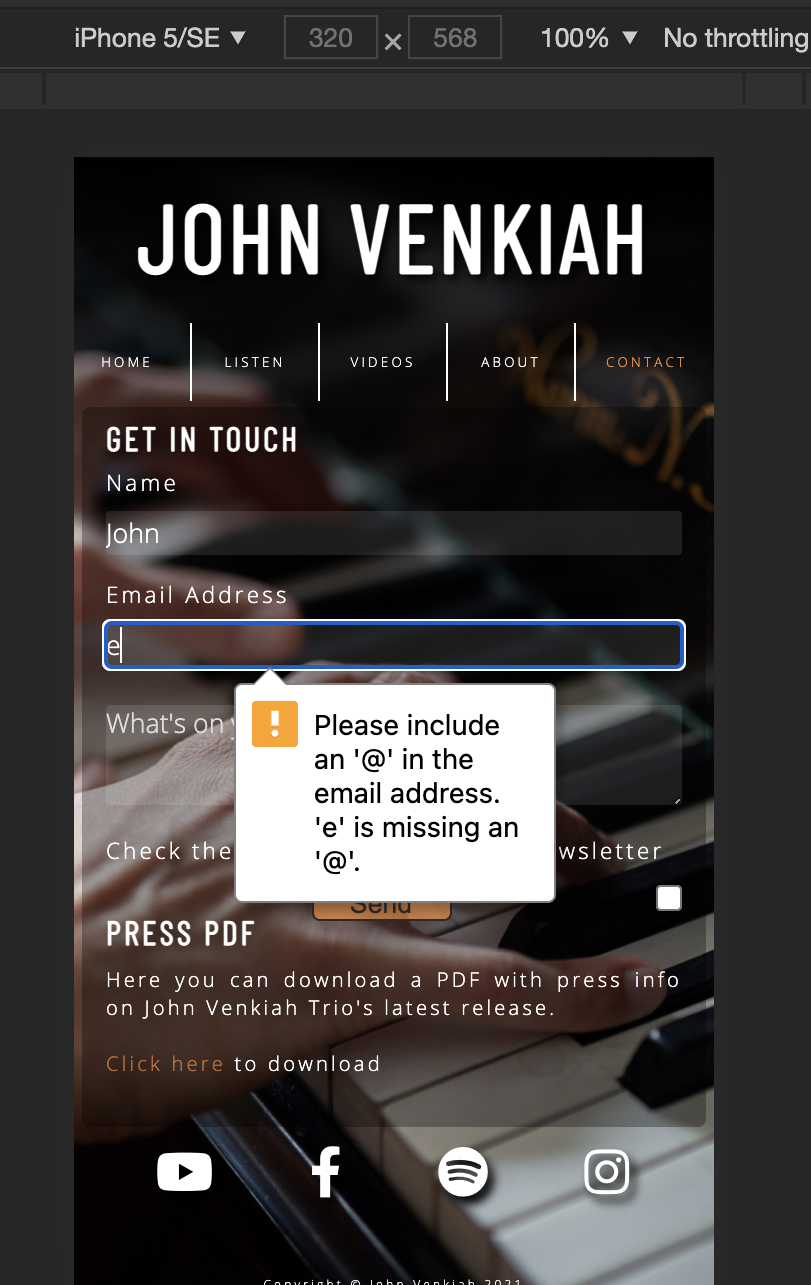 iPhone 5/SE ▼ 320 × 568 100% ▼ No throttling
JOHN VENKIAH
HOME LISTEN VIDEOS ABOUT CONTACT
GET IN TOUCH
Name
John
Email Address
e
What's on
Please include
an '@' in the
email address.
'e' is missing an
'@'.
Check the
Send
PRESS PDF
Here you can download a PDF with press info
on John Venkiah Trio's latest release.
Click here to download
Copyright © John Venkiah 2021